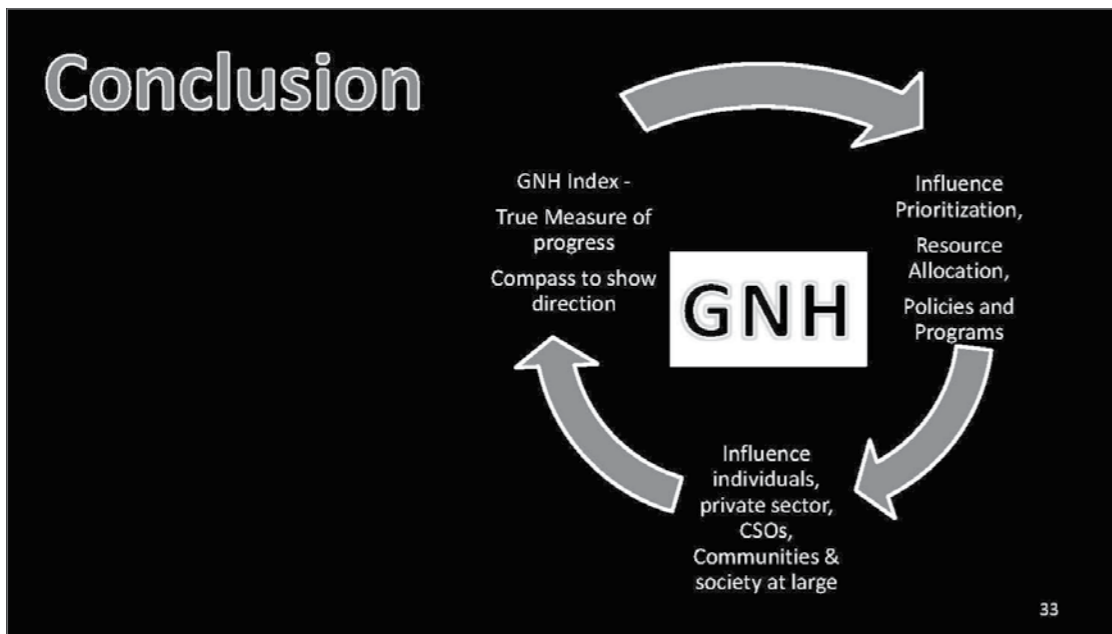 Conclusion
GNH Index -
True Measure of
progress
Compass to show
direction
GNH
Influence
Prioritization,
Resource
Allocation,
Policies and
Programs
Influence
individuals,
private sector,
CSOs,
Communities &
society at large
33